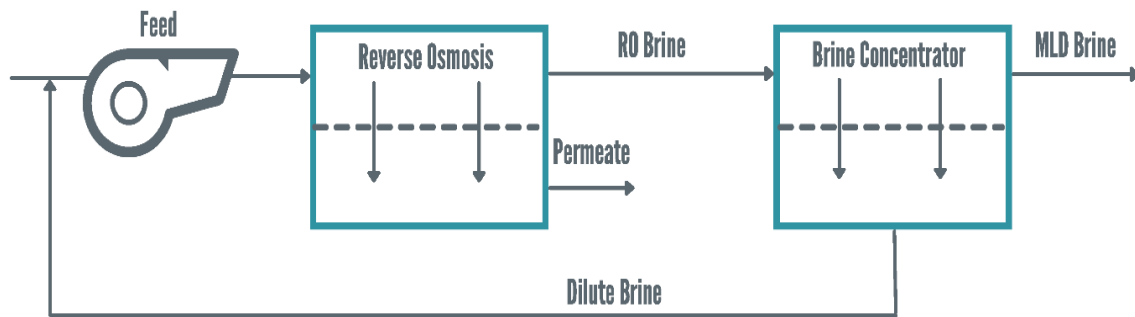 Feed
Reverse Osmosis
RO Brine
Brine Concentrator
MLD Brine
Permeate
Dilute Brine